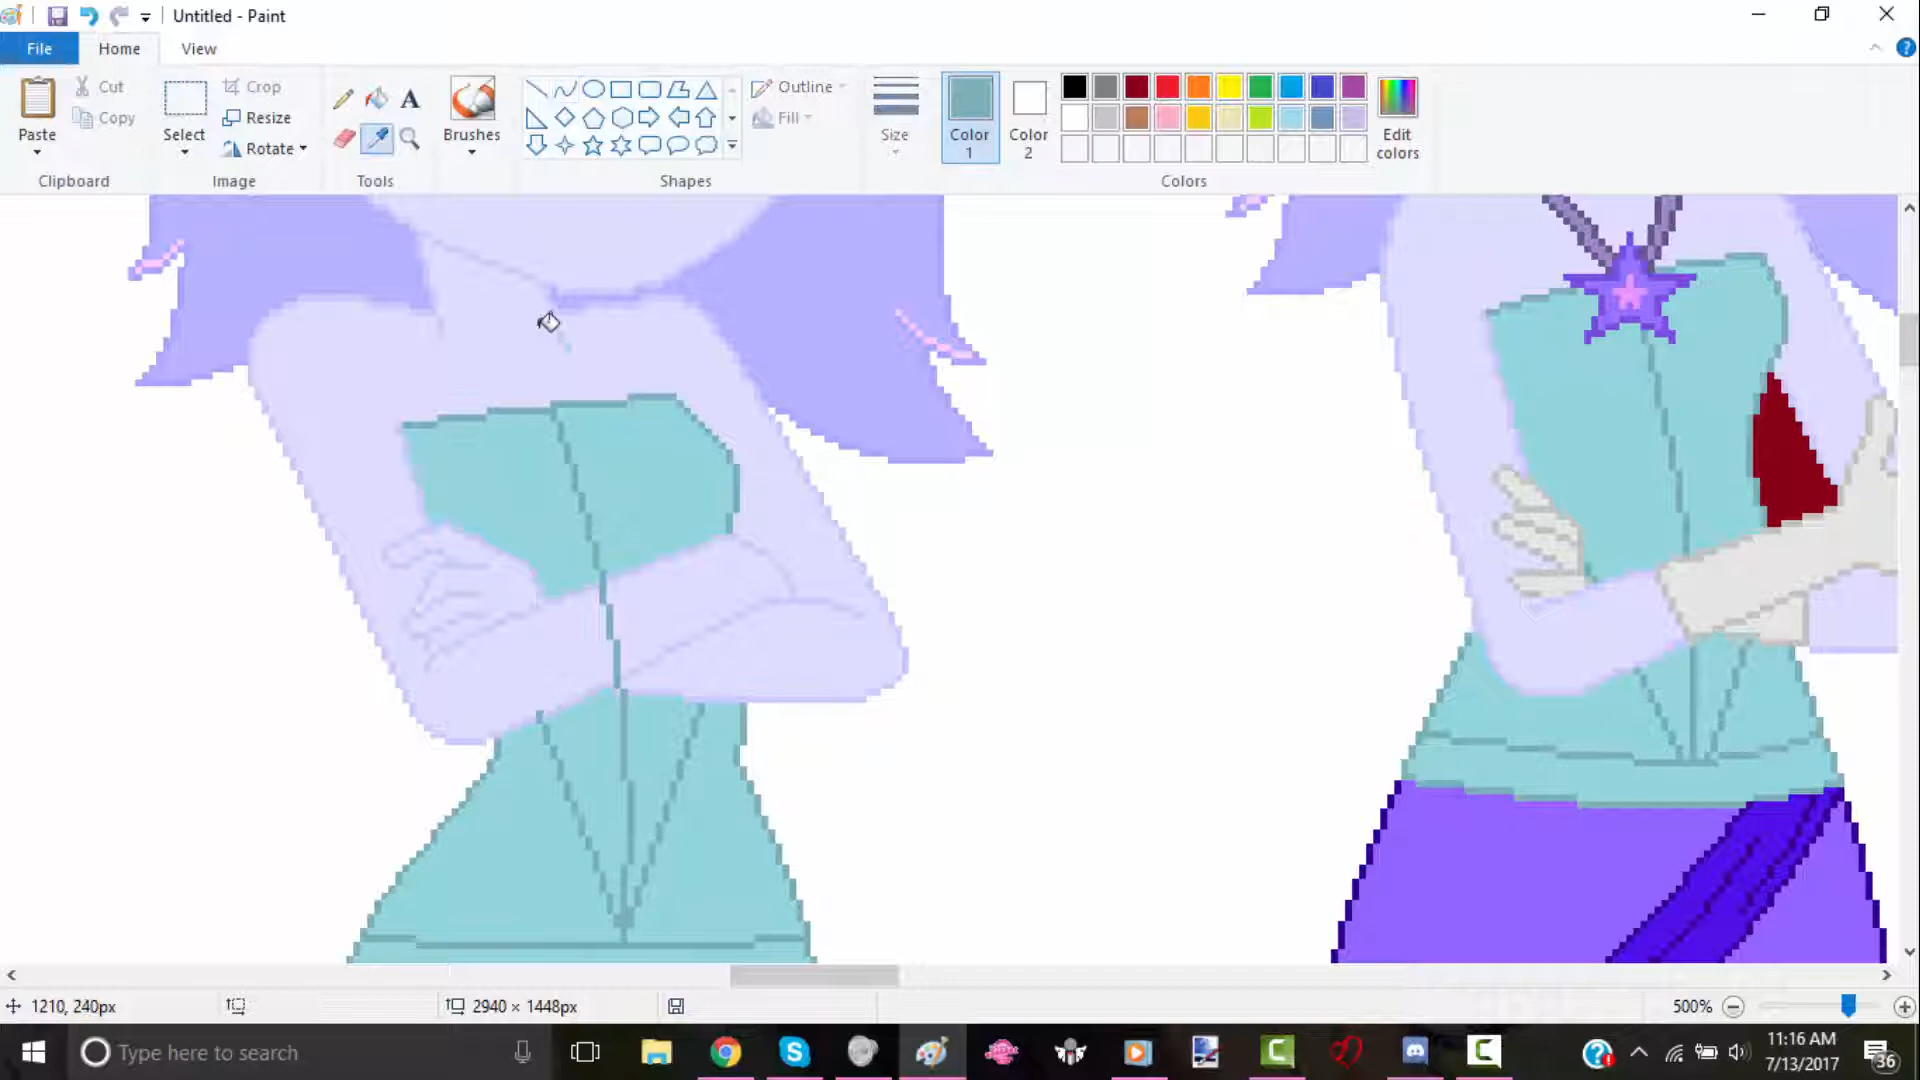 Untitled - Paint
File
Home
View
Paste
Cut
Copy
Clipboard
Select
Crop
Resize
Rotate
Image
A
Tools
Brushes
Shapes
Outline
Fill
Size
Color 1
Color 2
Edit colors
Colors
1210, 240px
2940 × 1448px
500%
Type here to search
11:16 AM
7/13/2017
36